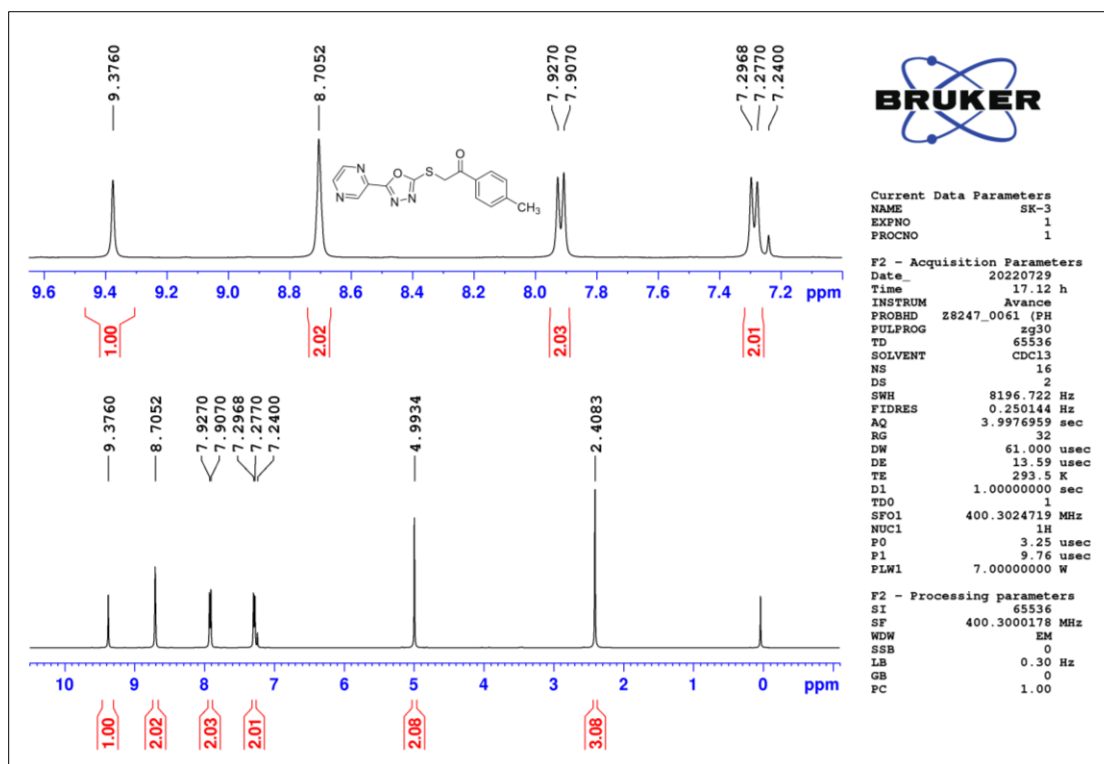 9.3760
8.7052
7.9270
7.9070
7.2968
7.2770
7.2400
N
N
O
N
N
S
O
CH3
9.6 9.4 9.2 9.0 8.8 8.6 8.4 8.2 8.0 7.8 7.6 7.4 7.2 ppm
1.00 2.02 2.03 2.01
9.3760
8.7052
7.9270
7.9070
7.2968
7.2770
7.2400
4.9934
2.4083
10 9 8 7 6 5 4 3 2 1 0 ppm
1.00 2.02 2.03 2.01 2.08 3.08
BRUKER
Current Data Parameters
NAME SK-3
EXPNO 1
PROCNO 1
F2 - Acquisition Parameters
Date_ 20220729
Time 17.12 h
INSTRUM Avance
PROBHD Z8247_0061 (PH
PULPROG zg30
TD 65536
SOLVENT CDCl3
NS 16
DS 2
SWH 8196.722 Hz
FIDRES 0.250144 Hz
AQ 3.9976959 sec
RG 32
DW 61.000 usec
DE 13.59 usec
TE 293.5 K
D1 1.00000000 sec
TD0 1
SFO1 400.3024719 MHz
NUC1 1H
P0 3.25 usec
P1 9.76 usec
PLW1 7.00000000 W
F2 - Processing parameters
SI 65536
SF 400.3000178 MHz
WDW EM
SSB 0
LB 0.30 Hz
GB 0
PC 1.00